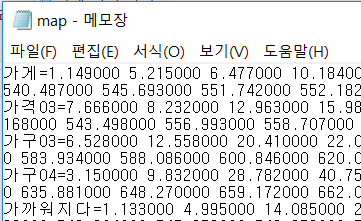 map - 메모장
파일(F) 편집(E) 서식(O) 보기(V) 도움말(H)
가게=1.149000 5.215000 6.477000 10.1840
540.487000 545.693000 551.742000 552.182
가격03=7.666000 8.232000 12.963000 15.98
168000 543.498000 556.993000 558.707000
가구03=6.528000 12.558000 20.410000 22.0
0 583.934000 588.086000 600.846000 620.0
가구04=3.150000 9.832000 28.782000 40.75
0 635.881000 648.270000 659.172000 662.2
가까워지다=1.133000 4.995000 14.085000 2